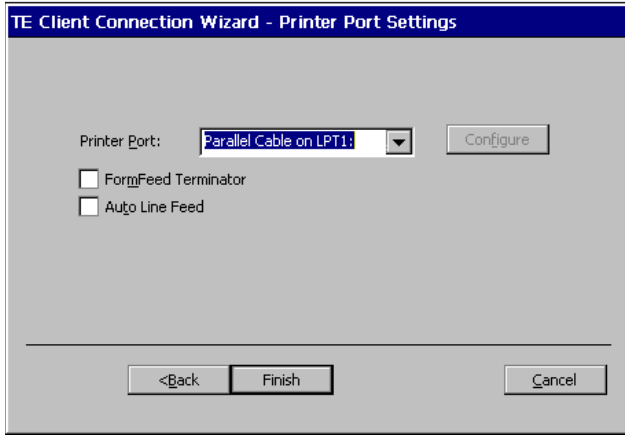 TE Client Connection Wizard - Printer Port Settings
Printer Port: Parallel Cable on LPT1: Configure
FormFeed Terminator
Auto Line Feed
<Back Finish Cancel